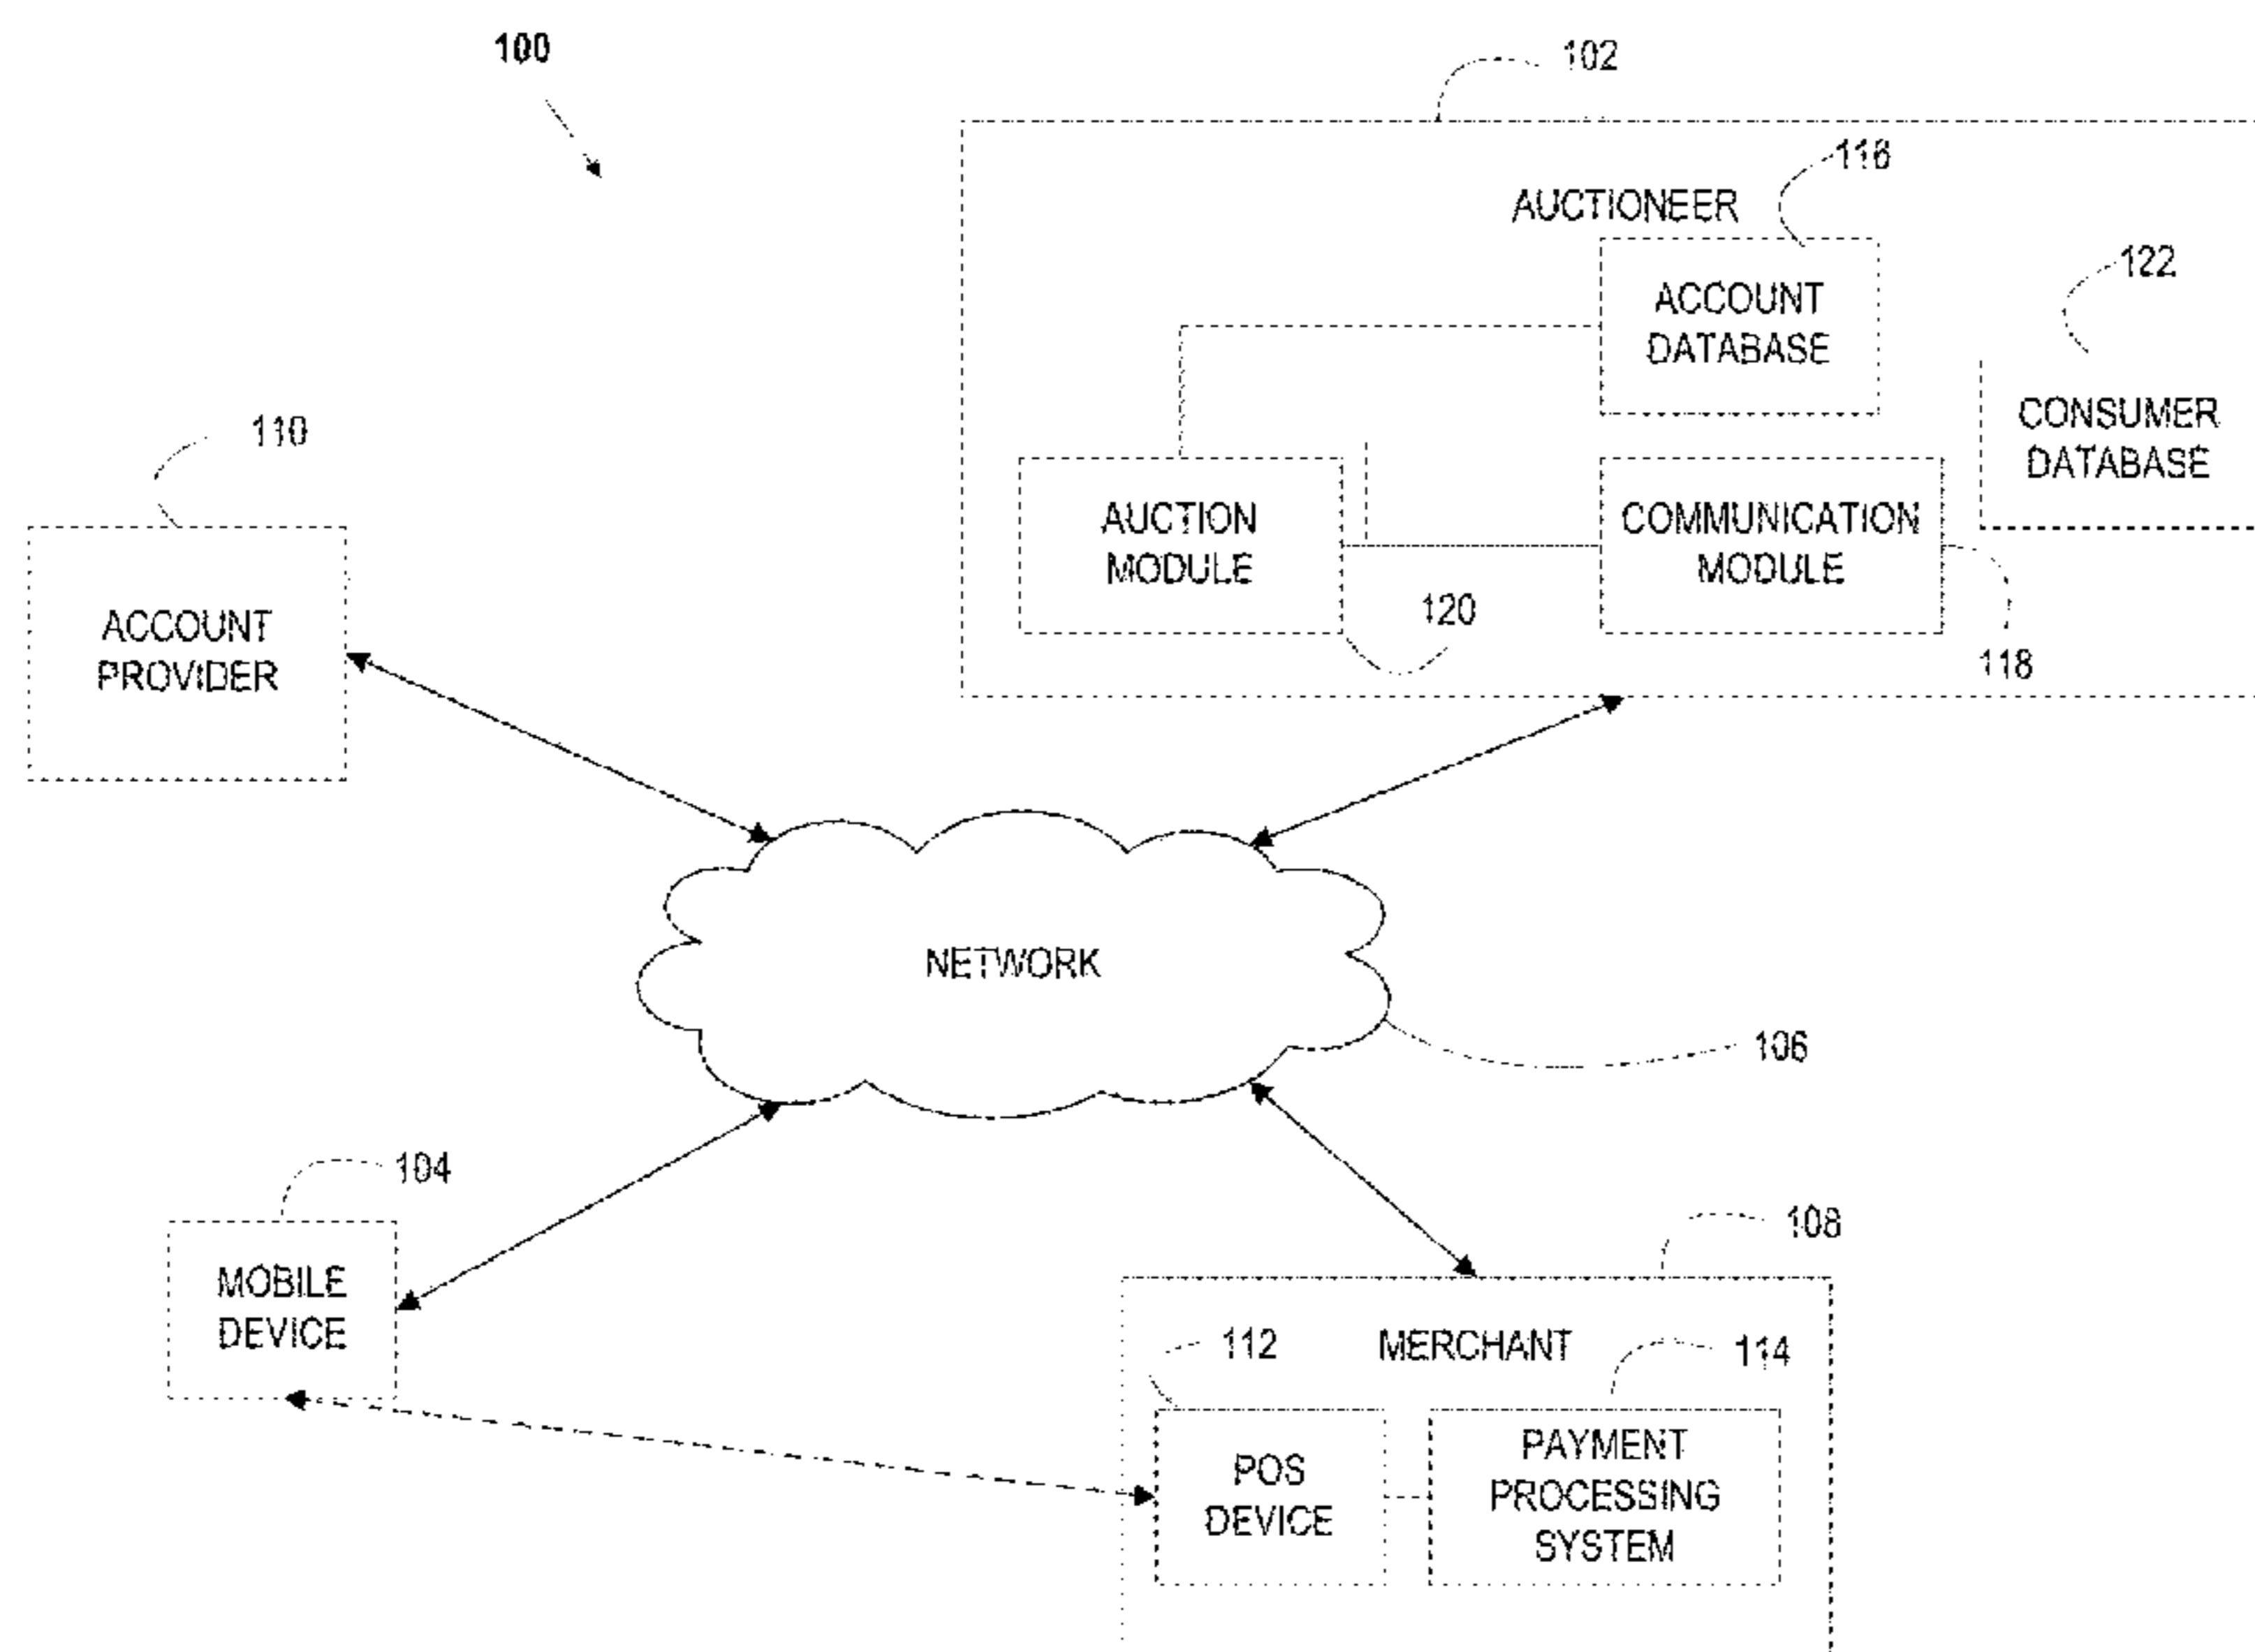 100
102
116
AUCTIONEER
122
ACCOUNT
DATABASE
CONSUMER
DATABASE
110
AUCTION
MODULE
COMMUNICATION
MODULE
120
118
ACCOUNT
PROVIDER
NETWORK
106
104
108
MOBILE
DEVICE
112
MERCHANT
114
POS
DEVICE
PAYMENT
PROCESSING
SYSTEM